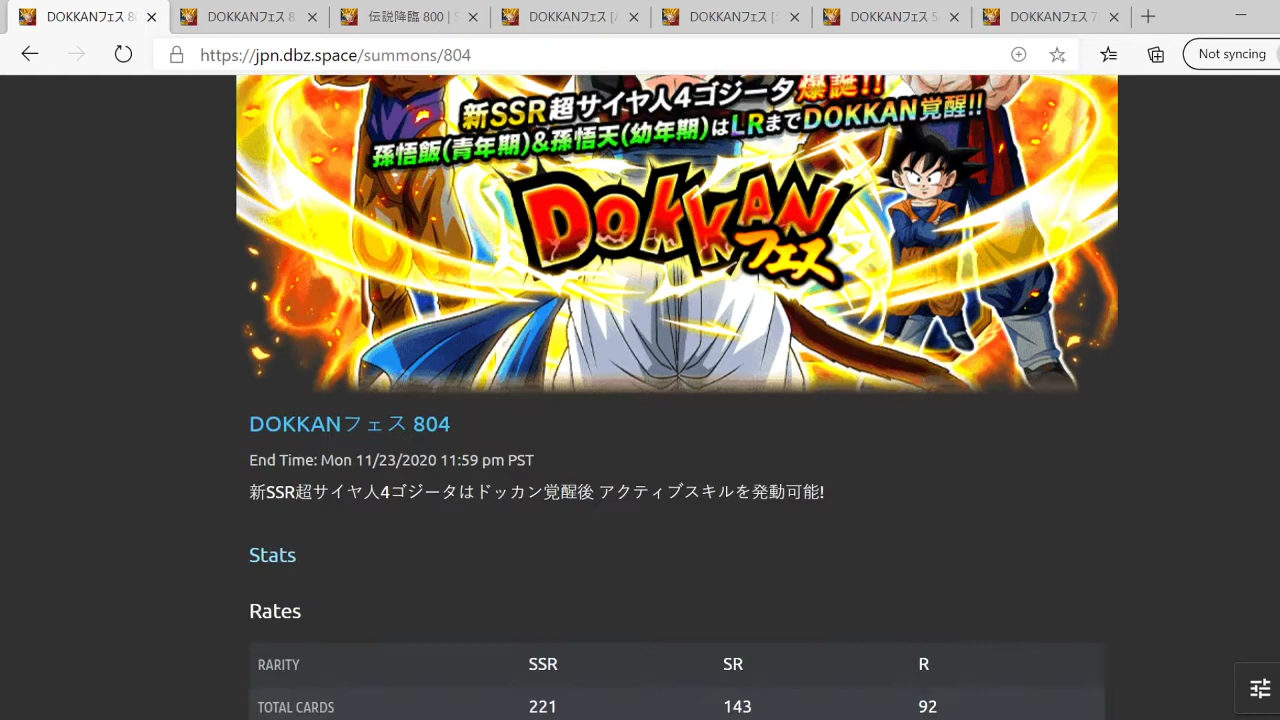 DOKKANフェス 80
DOKKANフェス 8
伝説降臨 800 | S
DOKKANフェス [
DOKKANフェス [
DOKKANフェス 5
DOKKANフェス 7
https://jpn.dbz.space/summons/804
Not syncing
新SSR超サイヤ人4ゴジータ爆誕!!
孫悟飯(青年期)&孫悟天(幼年期)はLRまでDOKKAN覚醒!!
DOKKAN
フェス
DOKKANフェス 804
End Time: Mon 11/23/2020 11:59 pm PST
新SSR超サイヤ人4ゴジータはドッカン覚醒後 アクティブスキルを発動可能!
Stats
Rates
RARITY SSR SR R
TOTAL CARDS 221 143 92